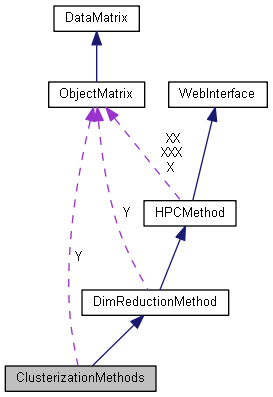 DataMatrix
ObjectMatrix
WebInterface
XX
XXX
X
HPCMethod
Y
Y
DimReductionMethod
ClusterizationMethods